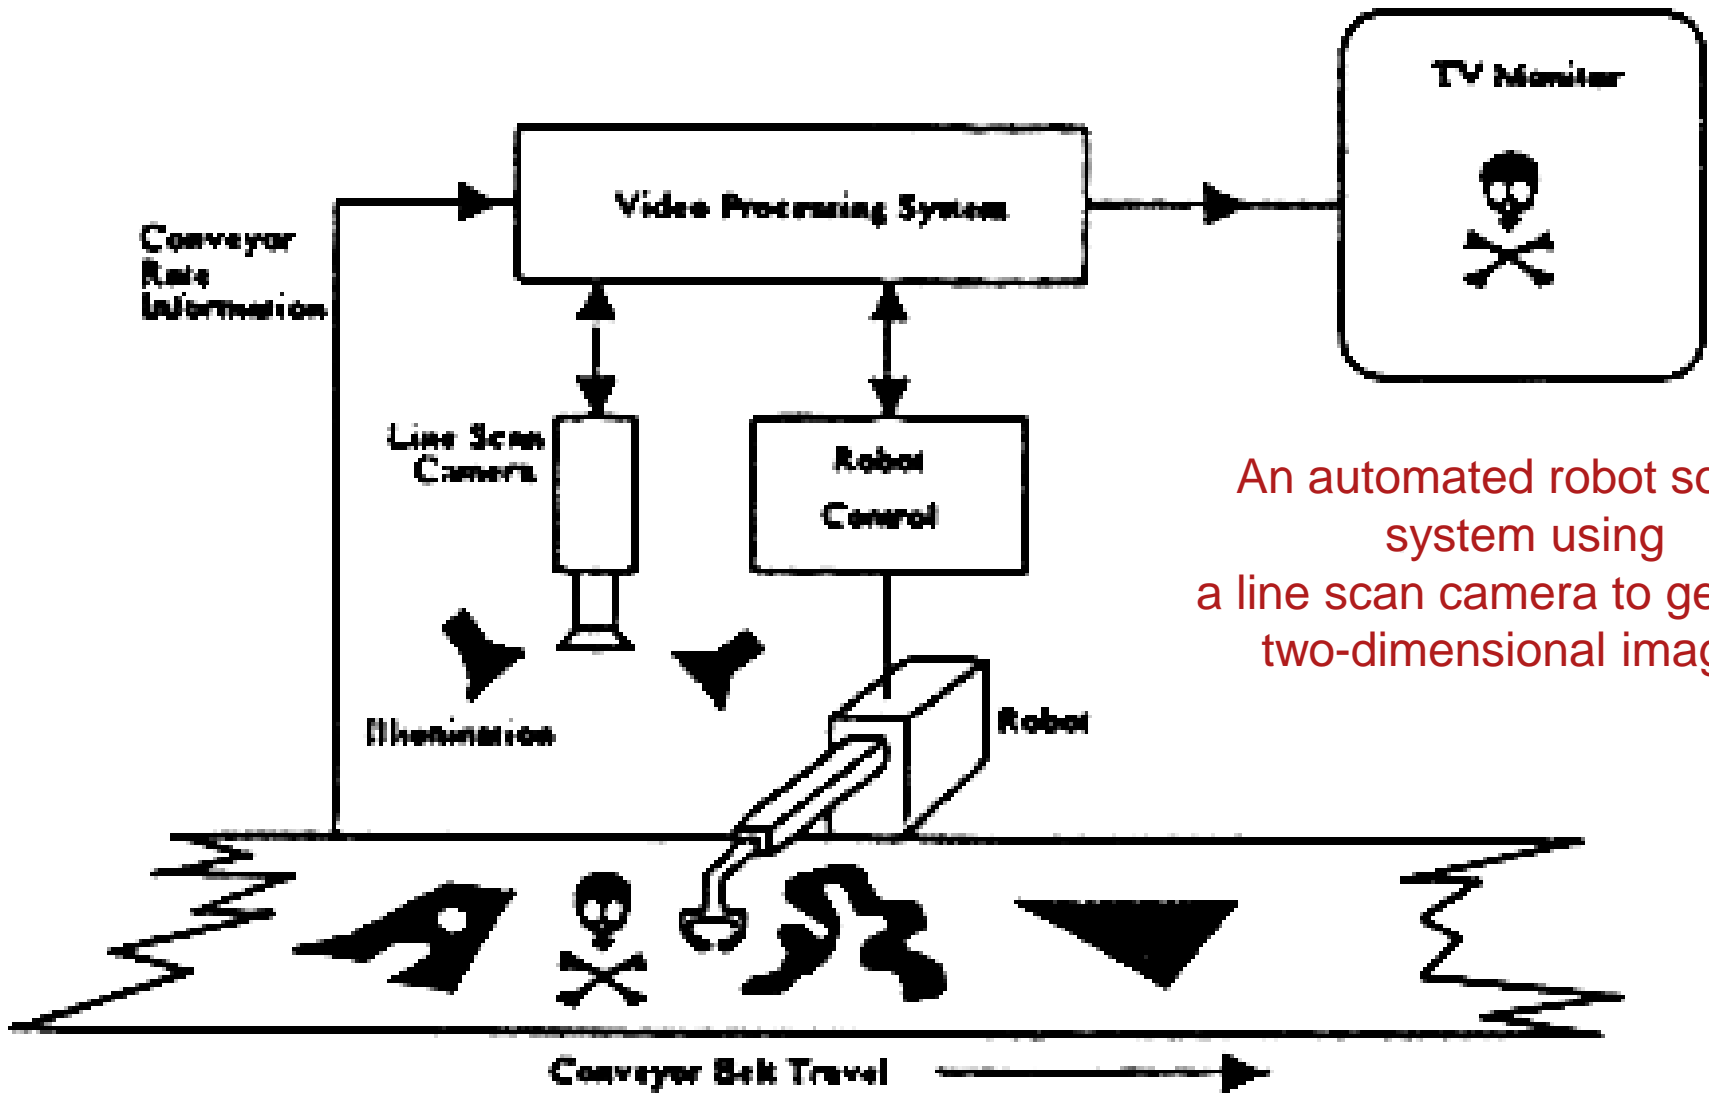 TV Monitor
Video Processing System
Conveyor
Rate
Information
Line Scan
Camera
Robot
Control
An automated robot so
system using
a line scan camera to ge
two-dimensional imag
Illumination
Robot
Conveyor Belt Travel